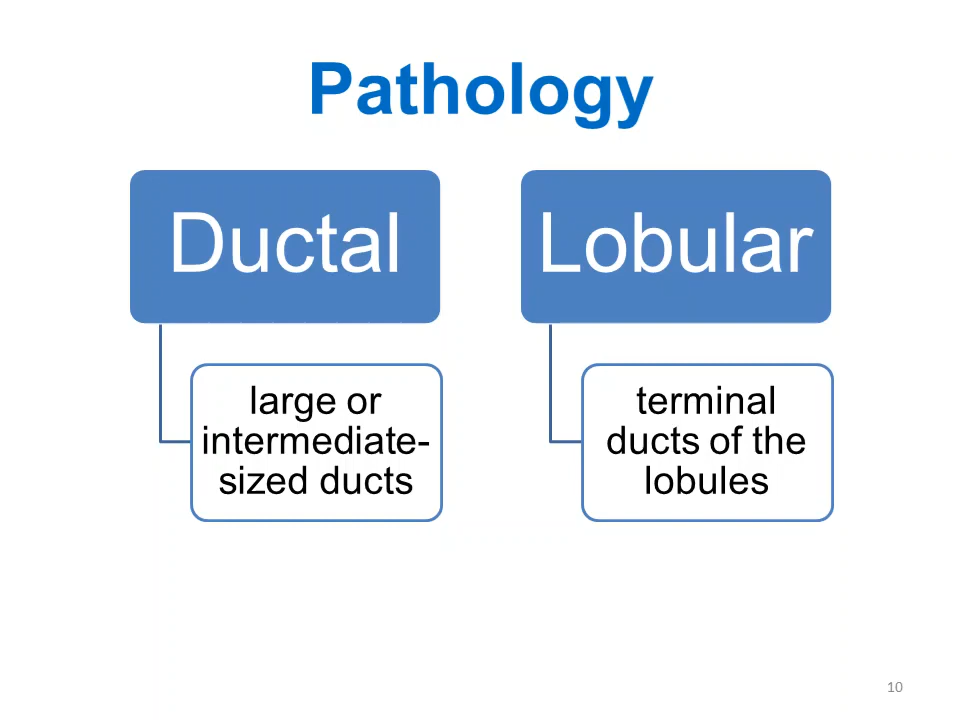 Pathology
Ductal
large or
intermediate-
sized ducts
Lobular
terminal
ducts of the
lobules
10